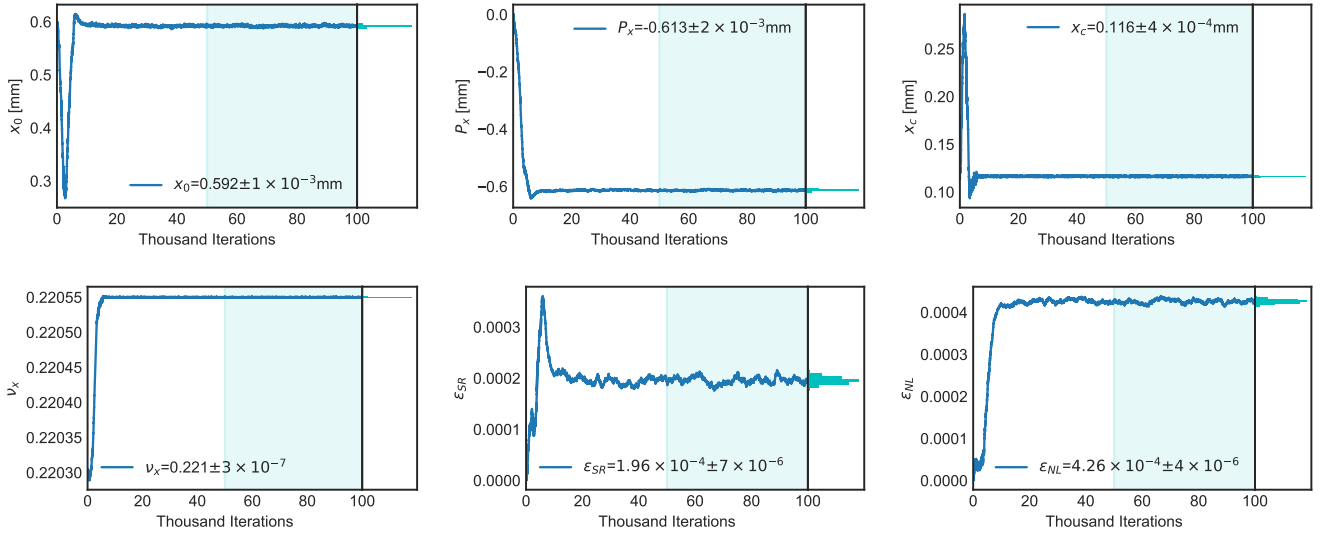 0.6
0.5
0.4
0.3
x₀ [mm]
x₀=0.592±1 × 10⁻³mm
0 20 40 60 80 100
Thousand Iterations
0.0
−0.2
−0.4
−0.6
Pₓ [mm]
Pₓ=-0.613±2 × 10⁻³mm
0 20 40 60 80 100
Thousand Iterations
0.25
0.20
0.15
0.10
x_c [mm]
x_c=0.116±4 × 10⁻⁴mm
0 20 40 60 80 100
Thousand Iterations
0.22055
0.22050
0.22045
0.22040
0.22035
0.22030
νₓ
νₓ=0.221±3 × 10⁻⁷
0 20 40 60 80 100
Thousand Iterations
0.0003
0.0002
0.0001
0.0000
ε_SR
ε_SR=1.96 × 10⁻⁴±7 × 10⁻⁶
0 20 40 60 80 100
Thousand Iterations
0.0004
0.0003
0.0002
0.0001
0.0000
ε_NL
ε_NL=4.26 × 10⁻⁴±4 × 10⁻⁶
0 20 40 60 80 100
Thousand Iterations